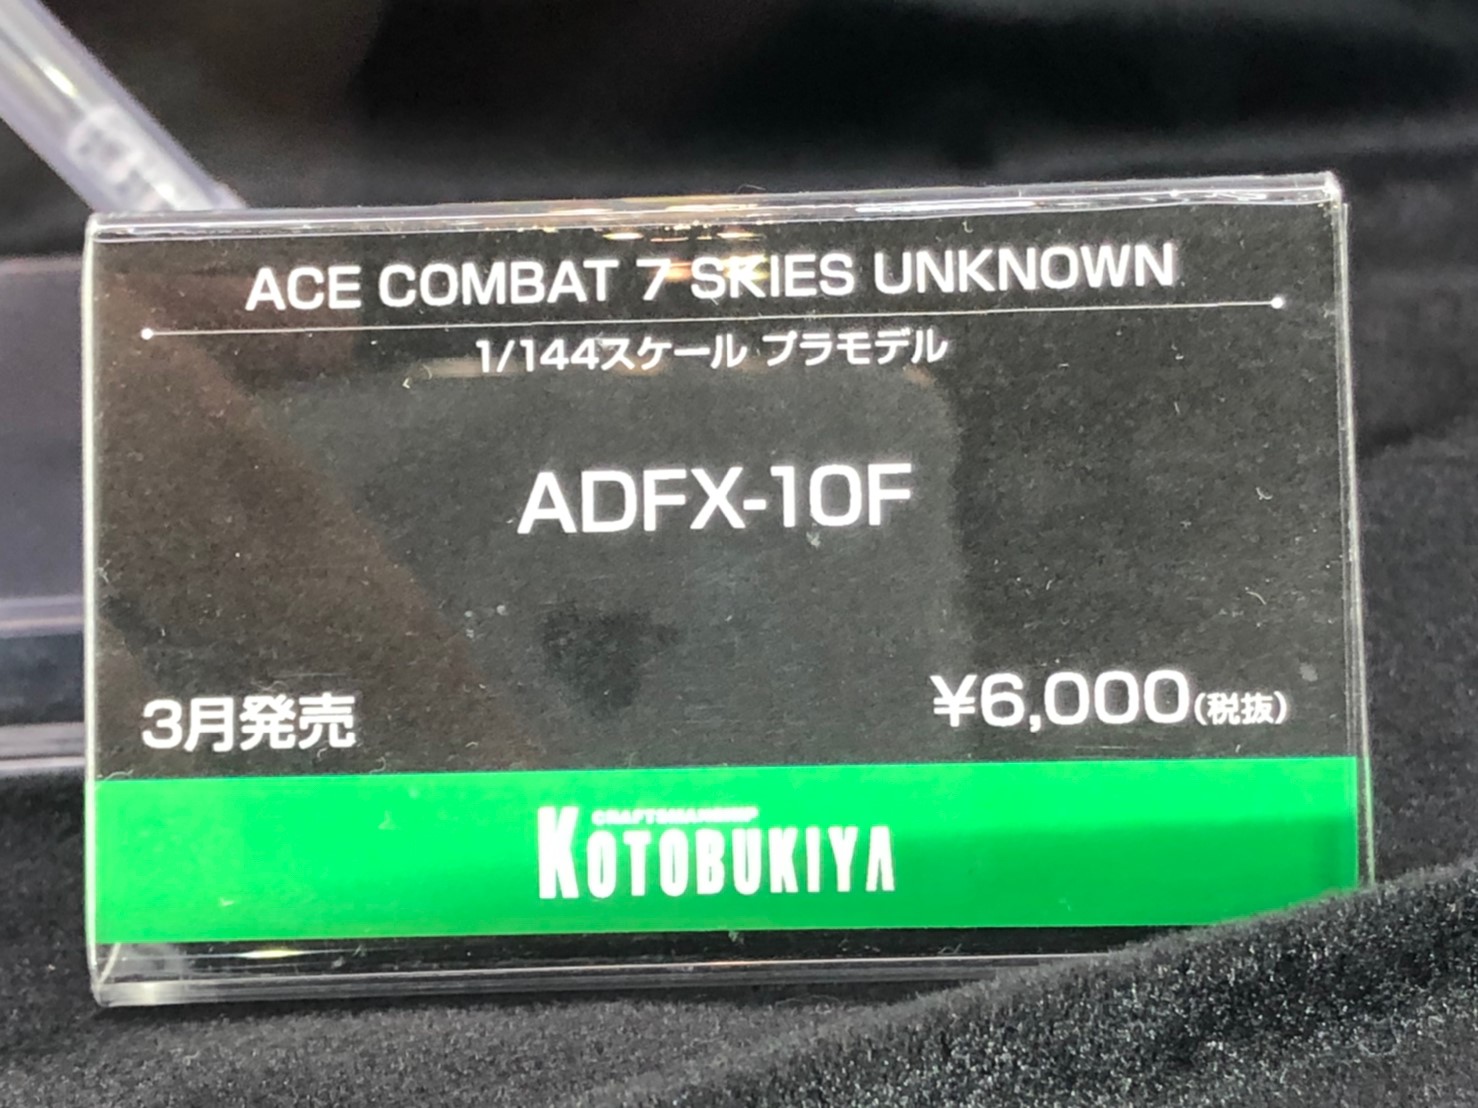 ACE COMBAT 7 SKIES UNKNOWN
1/144スケール プラモデル
ADFX-10F
3月発売
¥6,000(税抜)
CRAFTSMANSHIP
KOTOBUKIYA